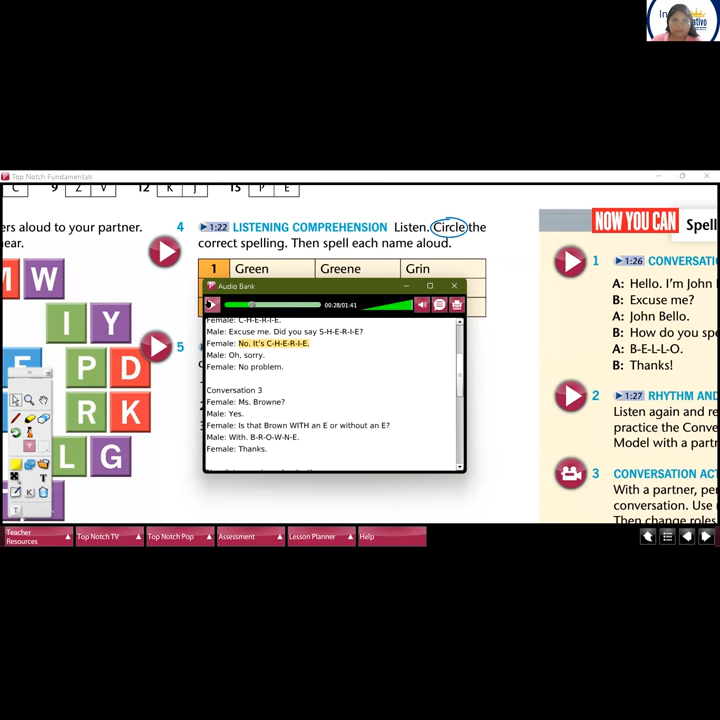 In
ativo
Top Notch Fundamentals
C 9 Z V 12 K J 15 P E
ers aloud to your partner.
near.
M W
I Y
P D
R K
L G
4 1:22 LISTENING COMPREHENSION Listen. Circle the
correct spelling. Then spell each name aloud.
1 Green Greene Grin
5
Audio Bank
00:28/01:41
Female: C-H-E-R-I-E.
Male: Excuse me. Did you say S-H-E-R-I-E?
Female: No. It's C-H-E-R-I-E.
Male: Oh, sorry.
Female: No problem.
Conversation 3
Female: Ms. Browne?
Male: Yes.
Female: Is that Brown WITH an E or without an E?
Male: With. B-R-O-W-N-E.
Female: Thanks.
NOW YOU CAN Spell
1 1:26 CONVERSATI
A: Hello. I'm John
B: Excuse me?
A: John Bello.
B: How do you spe
A: B-E-L-L-O.
B: Thanks!
2 1:27 RHYTHM AND
Listen again and re
practice the Conve
Model with a partn
3 CONVERSATION ACT
With a partner, per
conversation. Use
Then change roles
T
K
T
Teacher
Resources
Top Notch TV
Top Notch Pop
Assessment
Lesson Planner
Help